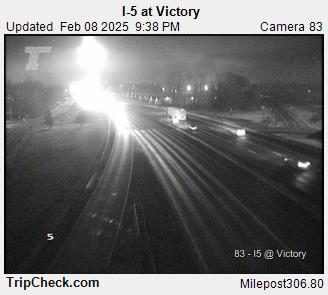 I-5 at Victory
Updated  Feb 08 2025  9:38 PM    Camera 83
T
S
83 - I5 @ Victory
TripCheck.com    Milepost306.80